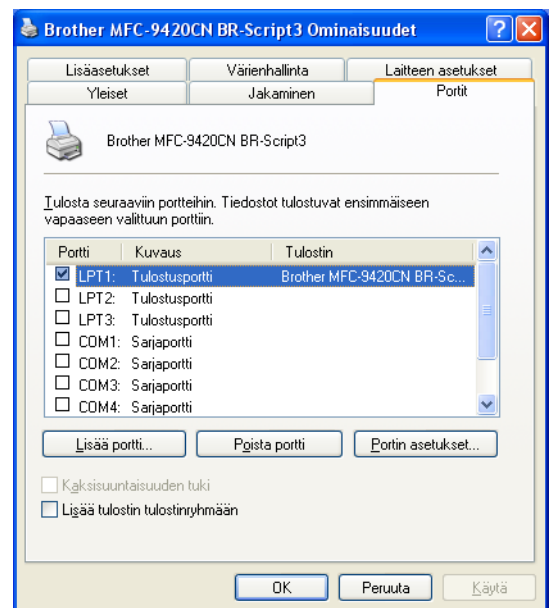 Brother MFC-9420CN BR-Script3 Ominaisuudet
Lisäasetukset Värienhallinta Laitteen asetukset
Yleiset Jakaminen Portit
Brother MFC-9420CN BR-Script3
Tulosta seuraaviin portteihin. Tiedostot tulostuvat ensimmäiseen
vapaaseen valittuun porttiin.
Portti Kuvaus Tulostin
LPT1: Tulostusportti Brother MFC-9420CN BR-Sc...
LPT2: Tulostusportti
LPT3: Tulostusportti
COM1: Sarjaportti
COM2: Sarjaportti
COM3: Sarjaportti
COM4: Sarjaportti
Lisää portti... Poista portti Portin asetukset...
Kaksisuuntaisuuden tuki
Lisää tulostin tulostinryhmään
OK Peruuta Käytä